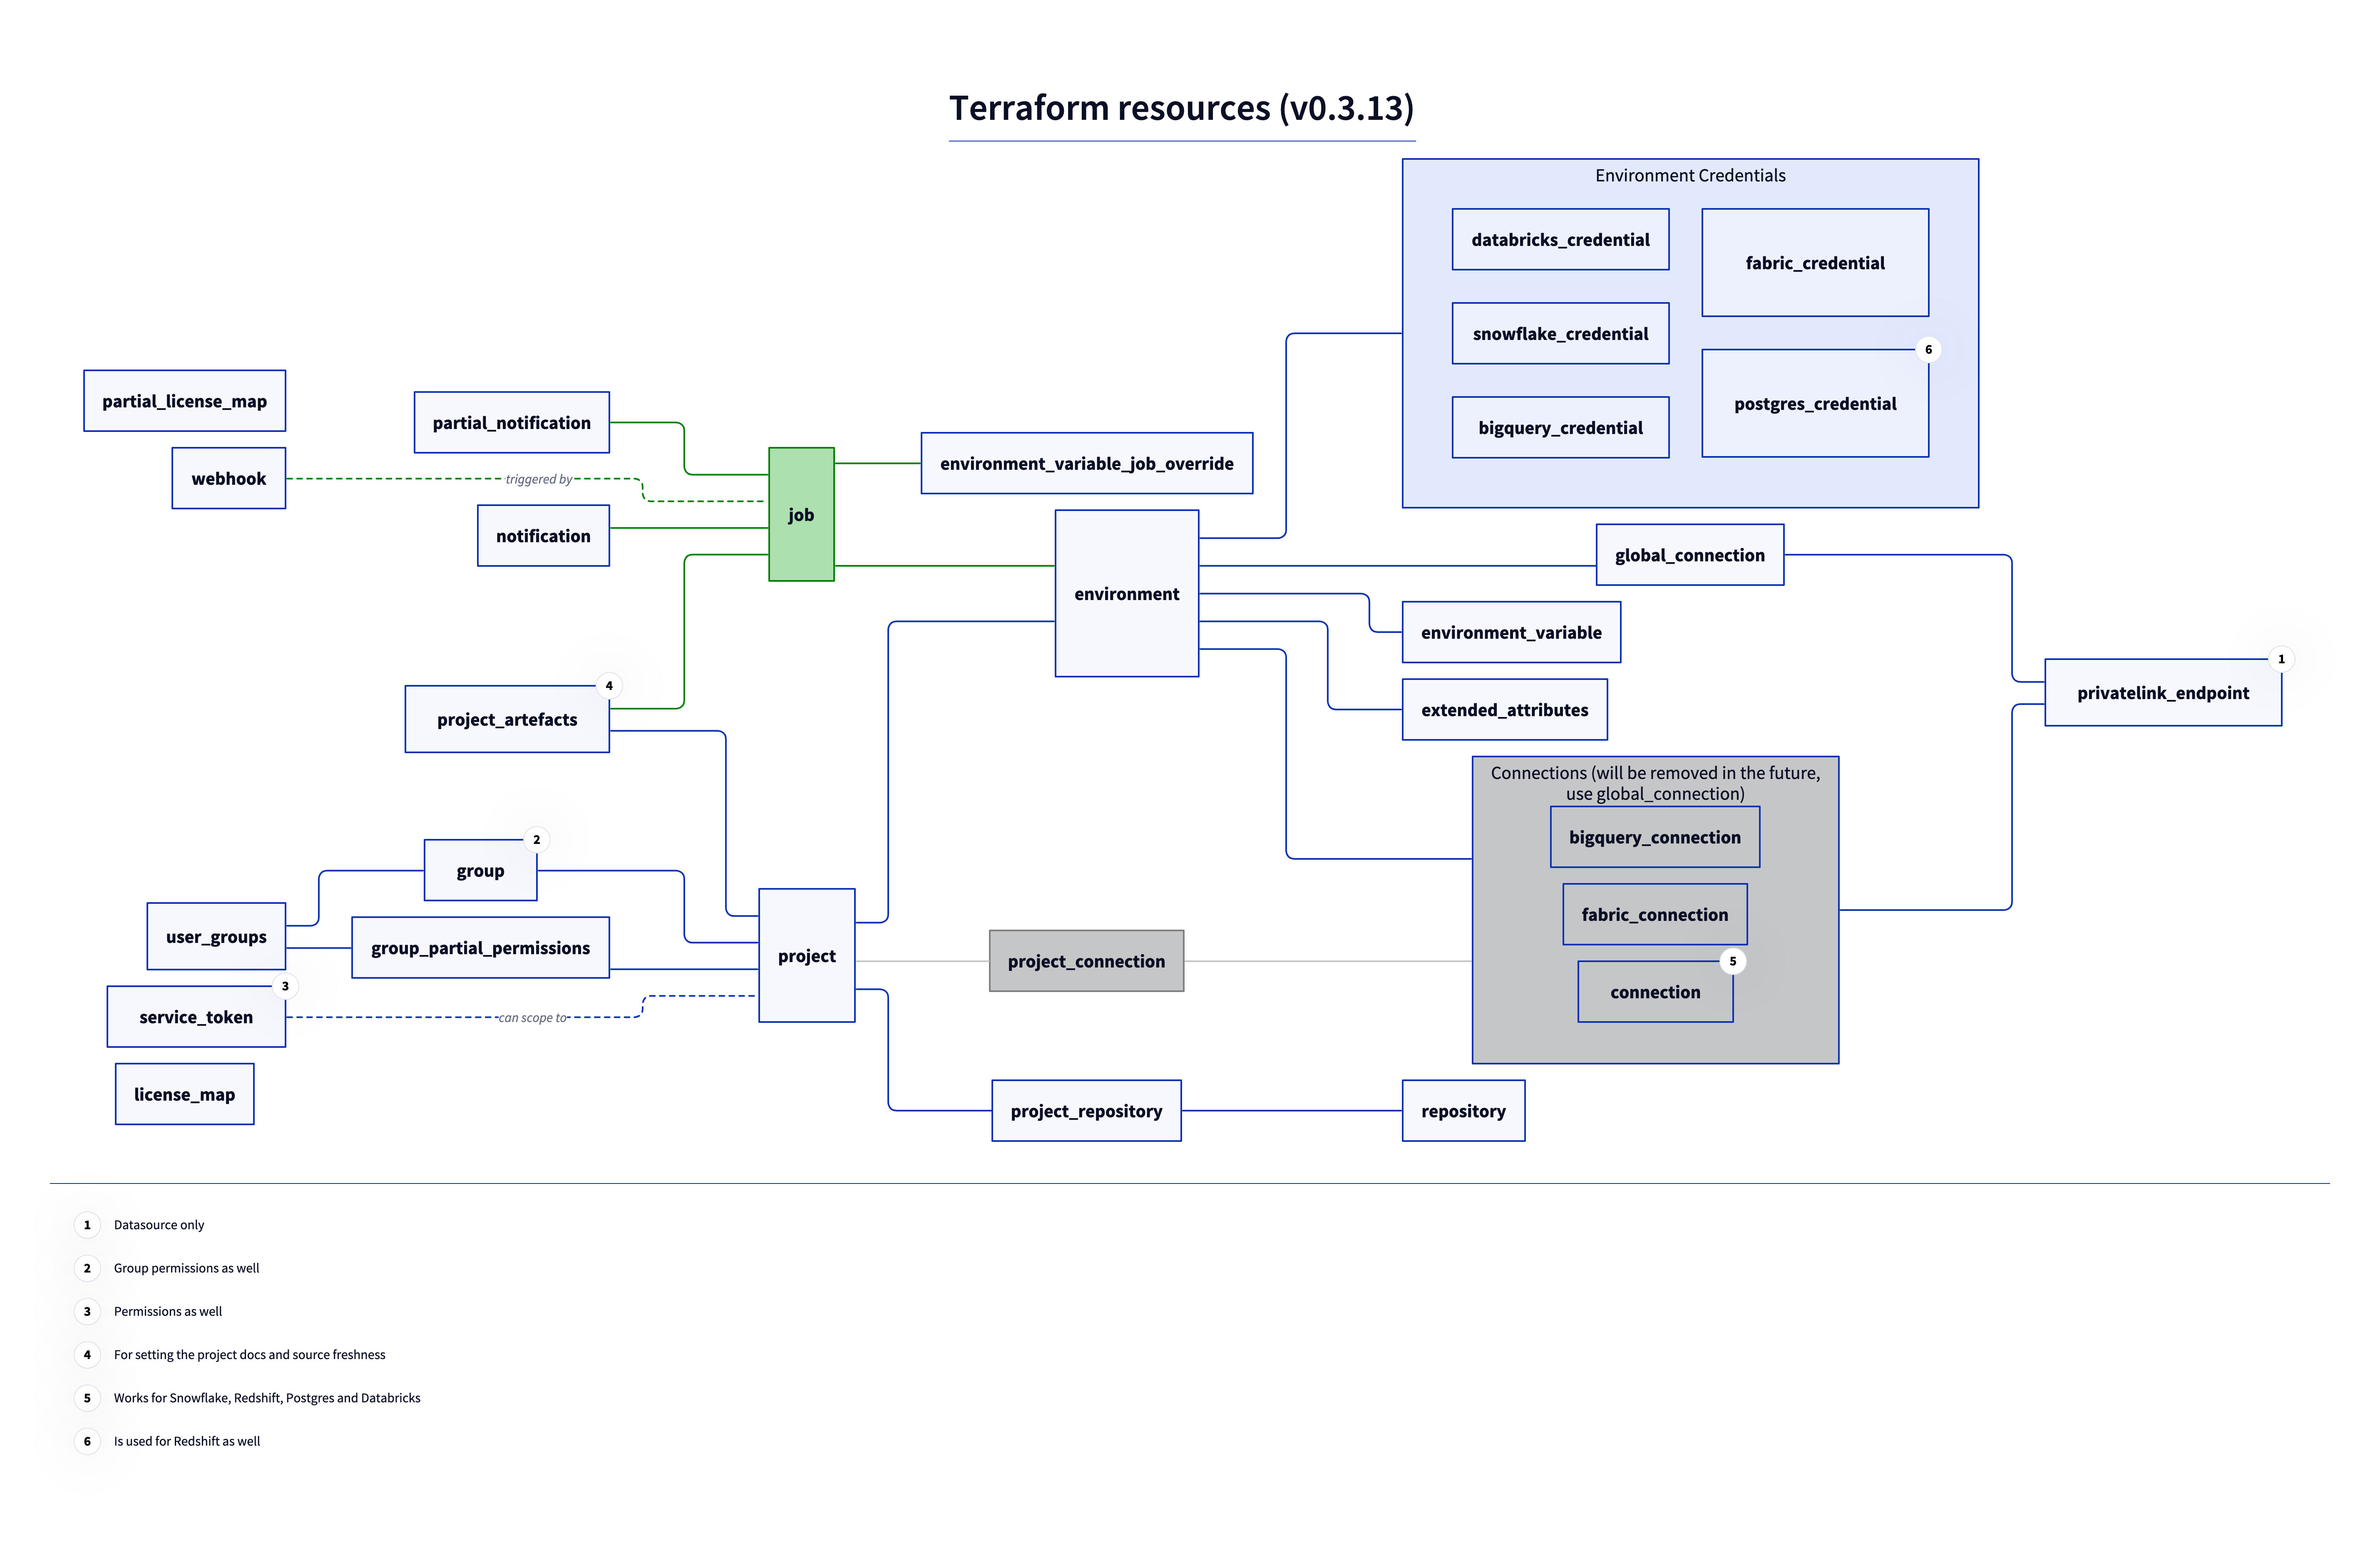 Terraform resources (v0.3.13)
Environment Credentials
databricks_credential
fabric_credential
snowflake_credential
6
postgres_credential
bigquery_credential
partial_license_map
partial_notification
webhook
triggered by
notification
job
environment_variable_job_override
environment
global_connection
environment_variable
extended_attributes
1
privatelink_endpoint
4
project_artefacts
Connections (will be removed in the future,
use global_connection)
bigquery_connection
fabric_connection
5
connection
2
group
user_groups
group_partial_permissions
project
project_connection
3
service_token
can scope to
license_map
project_repository
repository
1 Datasource only
2 Group permissions as well
3 Permissions as well
4 For setting the project docs and source freshness
5 Works for Snowflake, Redshift, Postgres and Databricks
6 Is used for Redshift as well